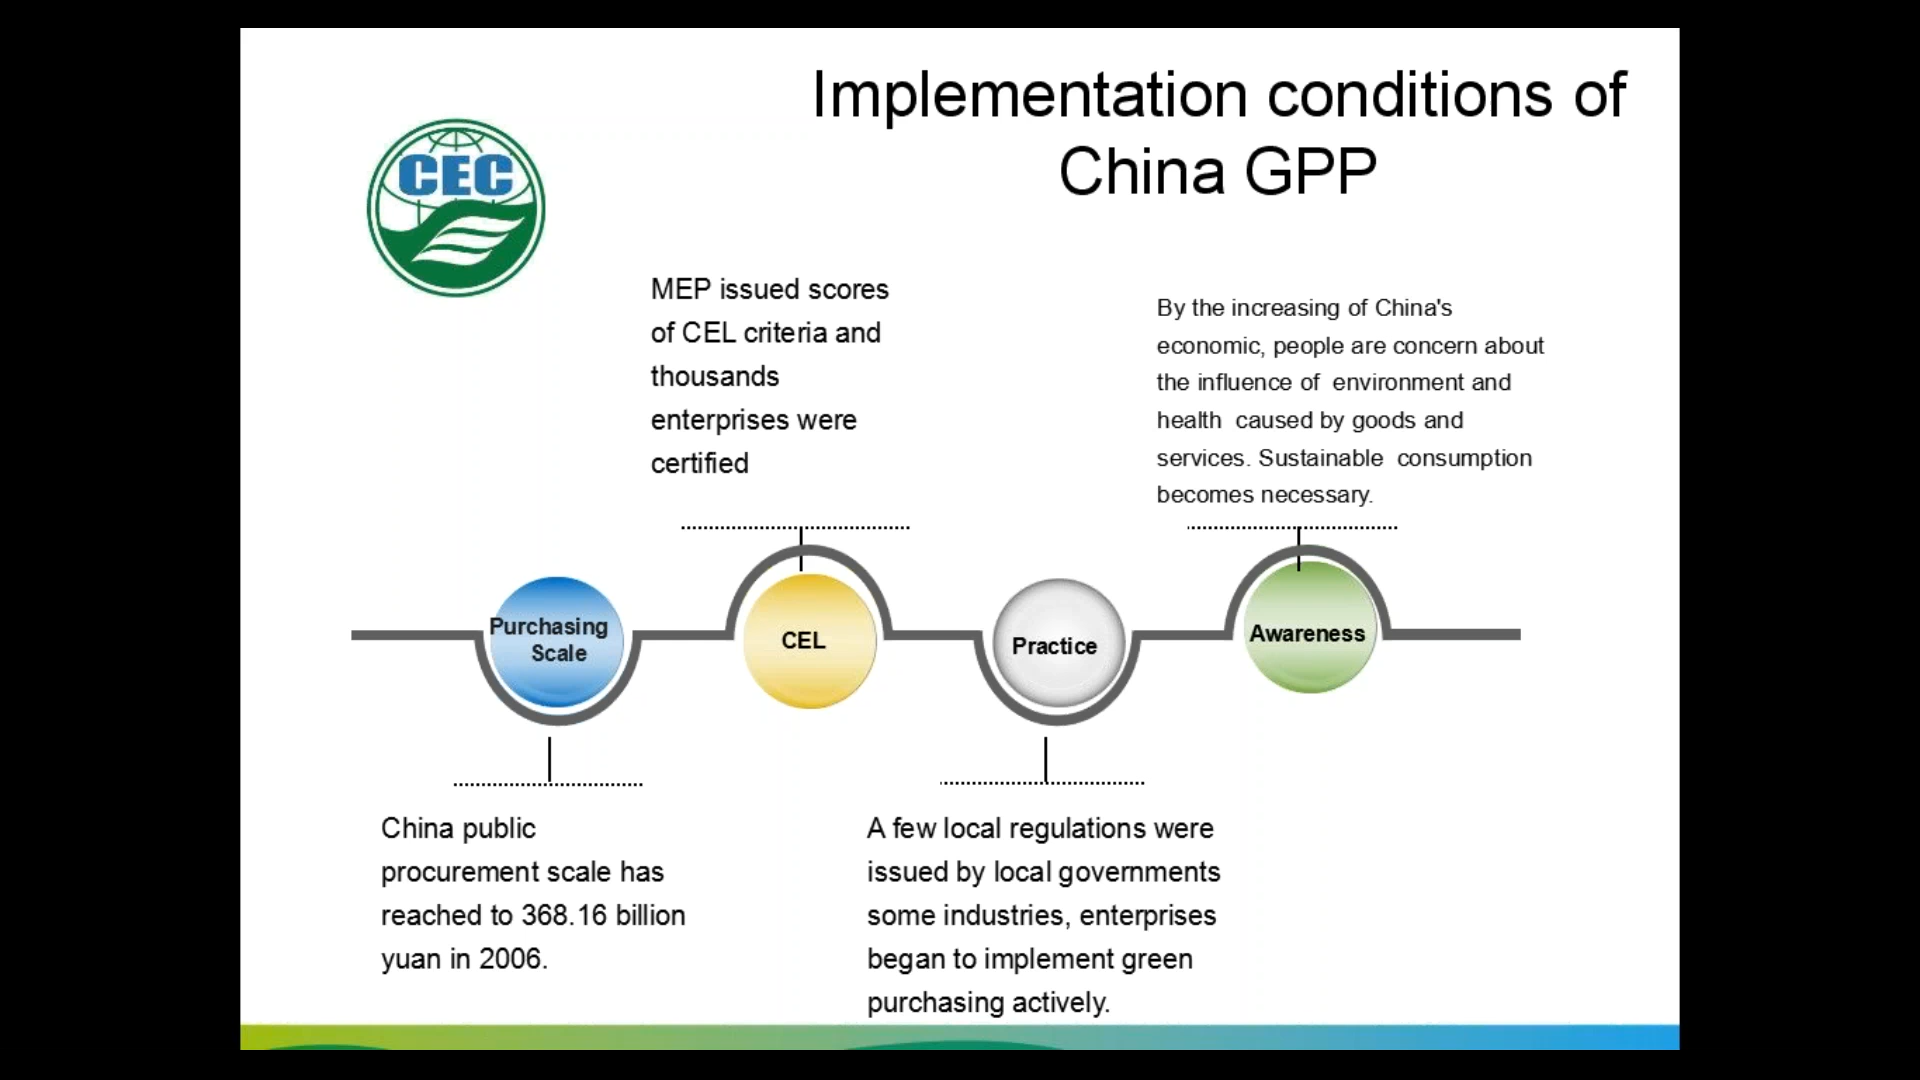 Implementation conditions of
China GPP
CEC
MEP issued scores
of CEL criteria and
thousands
enterprises were
certified
By the increasing of China's
economic, people are concern about
the influence of environment and
health caused by goods and
services. Sustainable consumption
becomes necessary.
Purchasing
Scale
CEL
Practice
Awareness
China public
procurement scale has
reached to 368.16 billion
yuan in 2006.
A few local regulations were
issued by local governments
some industries, enterprises
began to implement green
purchasing actively.